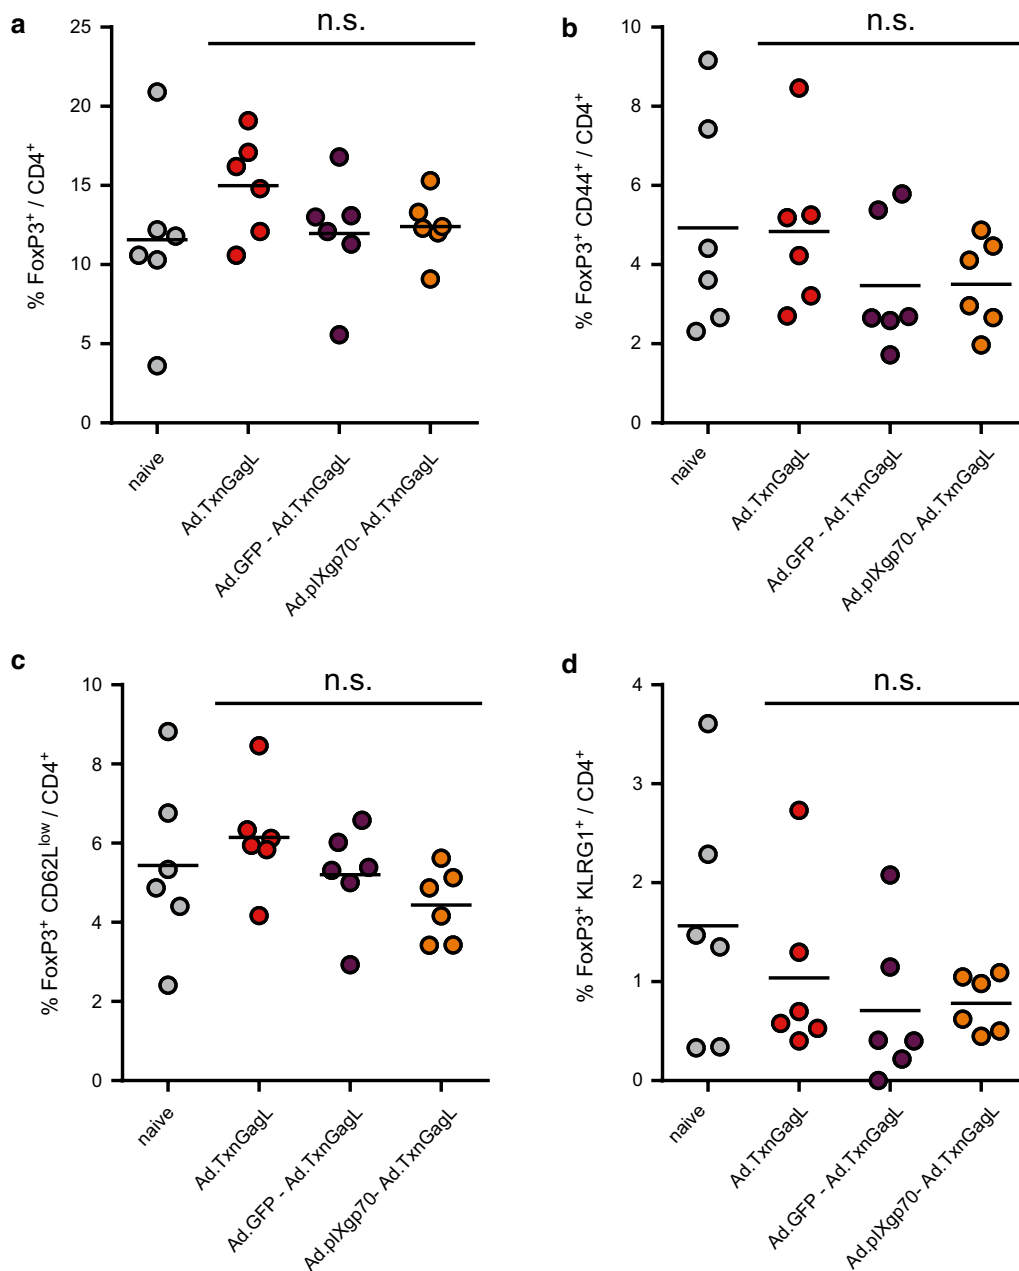 a
n.s.
% FoxP3⁺ / CD4⁺
25
20
15
10
5
0
naive
Ad.TxnGagL
Ad.GFP - Ad.TxnGagL
Ad.pIXgp70- Ad.TxnGagL
b
n.s.
% FoxP3⁺ CD44⁺ / CD4⁺
10
8
6
4
2
0
naive
Ad.TxnGagL
Ad.GFP - Ad.TxnGagL
Ad.pIXgp70- Ad.TxnGagL
c
n.s.
% FoxP3⁺ CD62Lˡᵒʷ / CD4⁺
10
8
6
4
2
0
naive
Ad.TxnGagL
Ad.GFP - Ad.TxnGagL
Ad.pIXgp70- Ad.TxnGagL
d
n.s.
% FoxP3⁺ KLRG1⁺ / CD4⁺
4
3
2
1
0
naive
Ad.TxnGagL
Ad.GFP - Ad.TxnGagL
Ad.pIXgp70- Ad.TxnGagL